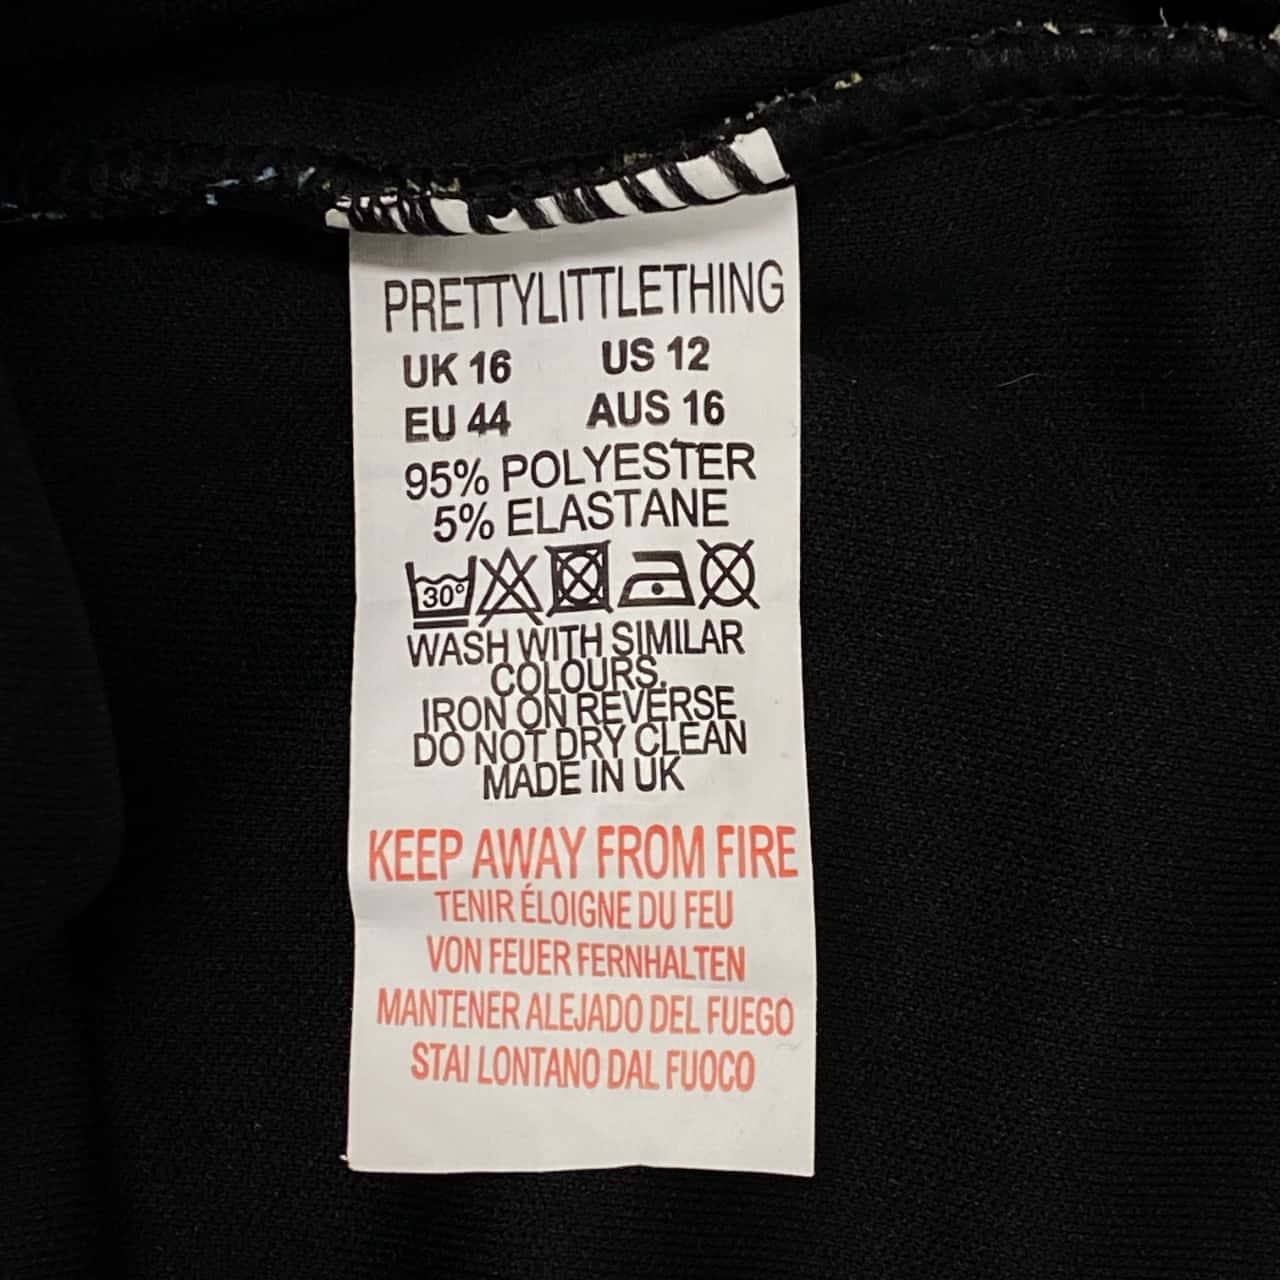 PRETTYLITTLETHING
UK 16 US 12
EU 44 AUS 16
95% POLYESTER
5% ELASTANE
30°
WASH WITH SIMILAR
COLOURS.
IRON ON REVERSE
DO NOT DRY CLEAN
MADE IN UK
KEEP AWAY FROM FIRE
TENIR ÉLOIGNE DU FEU
VON FEUER FERNHALTEN
MANTENER ALEJADO DEL FUEGO
STAI LONTANO DAL FUOCO